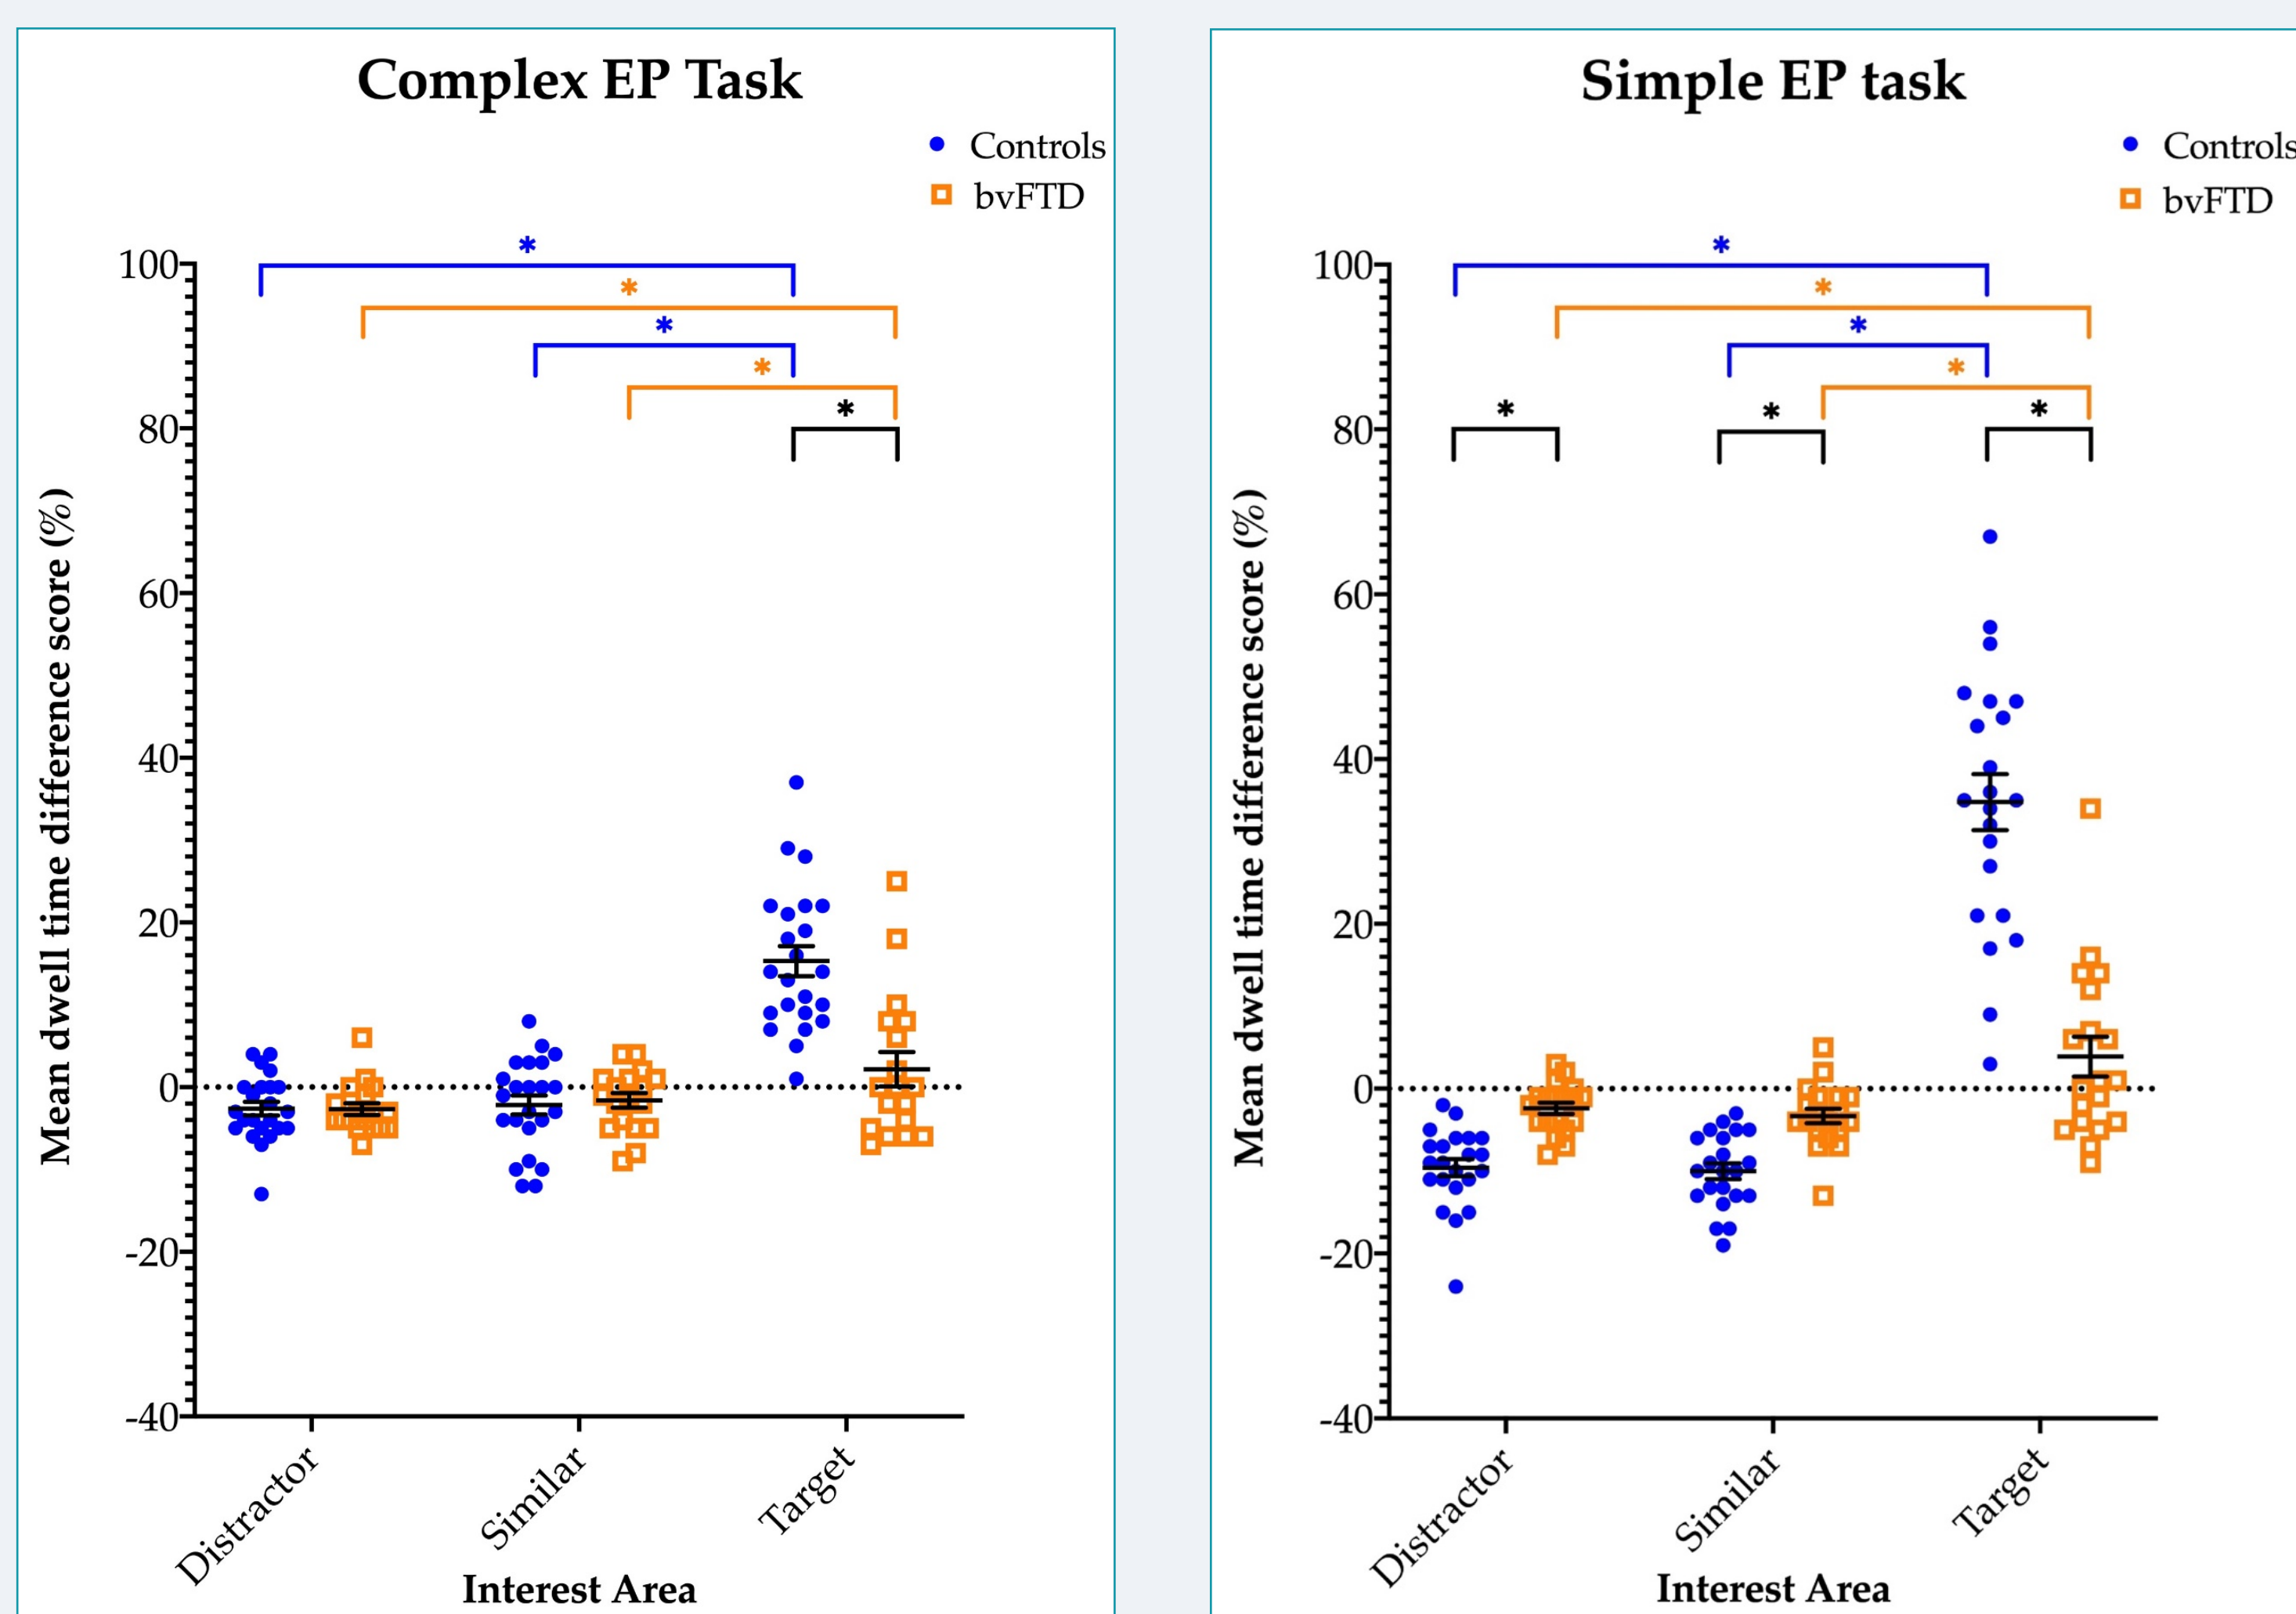 Complex EP Task
Controls
bvFTD
*
*
*
*
*
100
80
60
40
20
0
-20
-40
Mean dwell time difference score (%)
Distractor
Similar
Target
Interest Area
Simple EP task
Controls
bvFTD
*
*
*
*
*
*
*
100
80
60
40
20
0
-20
-40
Mean dwell time difference score (%)
Distractor
Similar
Target
Interest Area